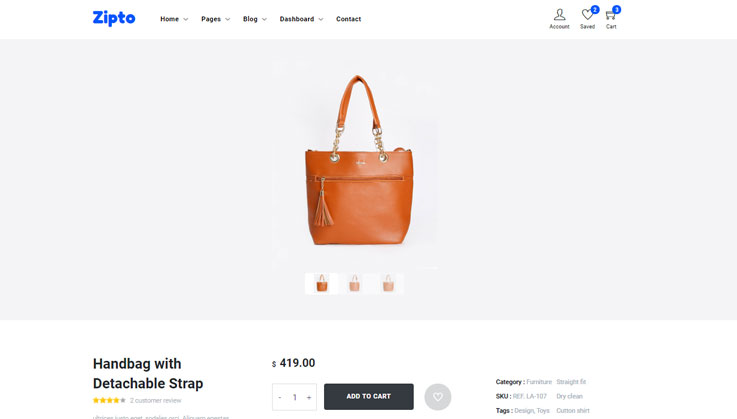 Zipto
Home Pages Blog Dashboard Contact
2 3
Account Saved Cart
Handbag with
Detachable Strap
2 customer review
$ 419.00
- 1 + ADD TO CART
Category : Furniture Straight fit
SKU : REF. LA-107 Dry clean
Tags : Design, Toys Cotton shirt